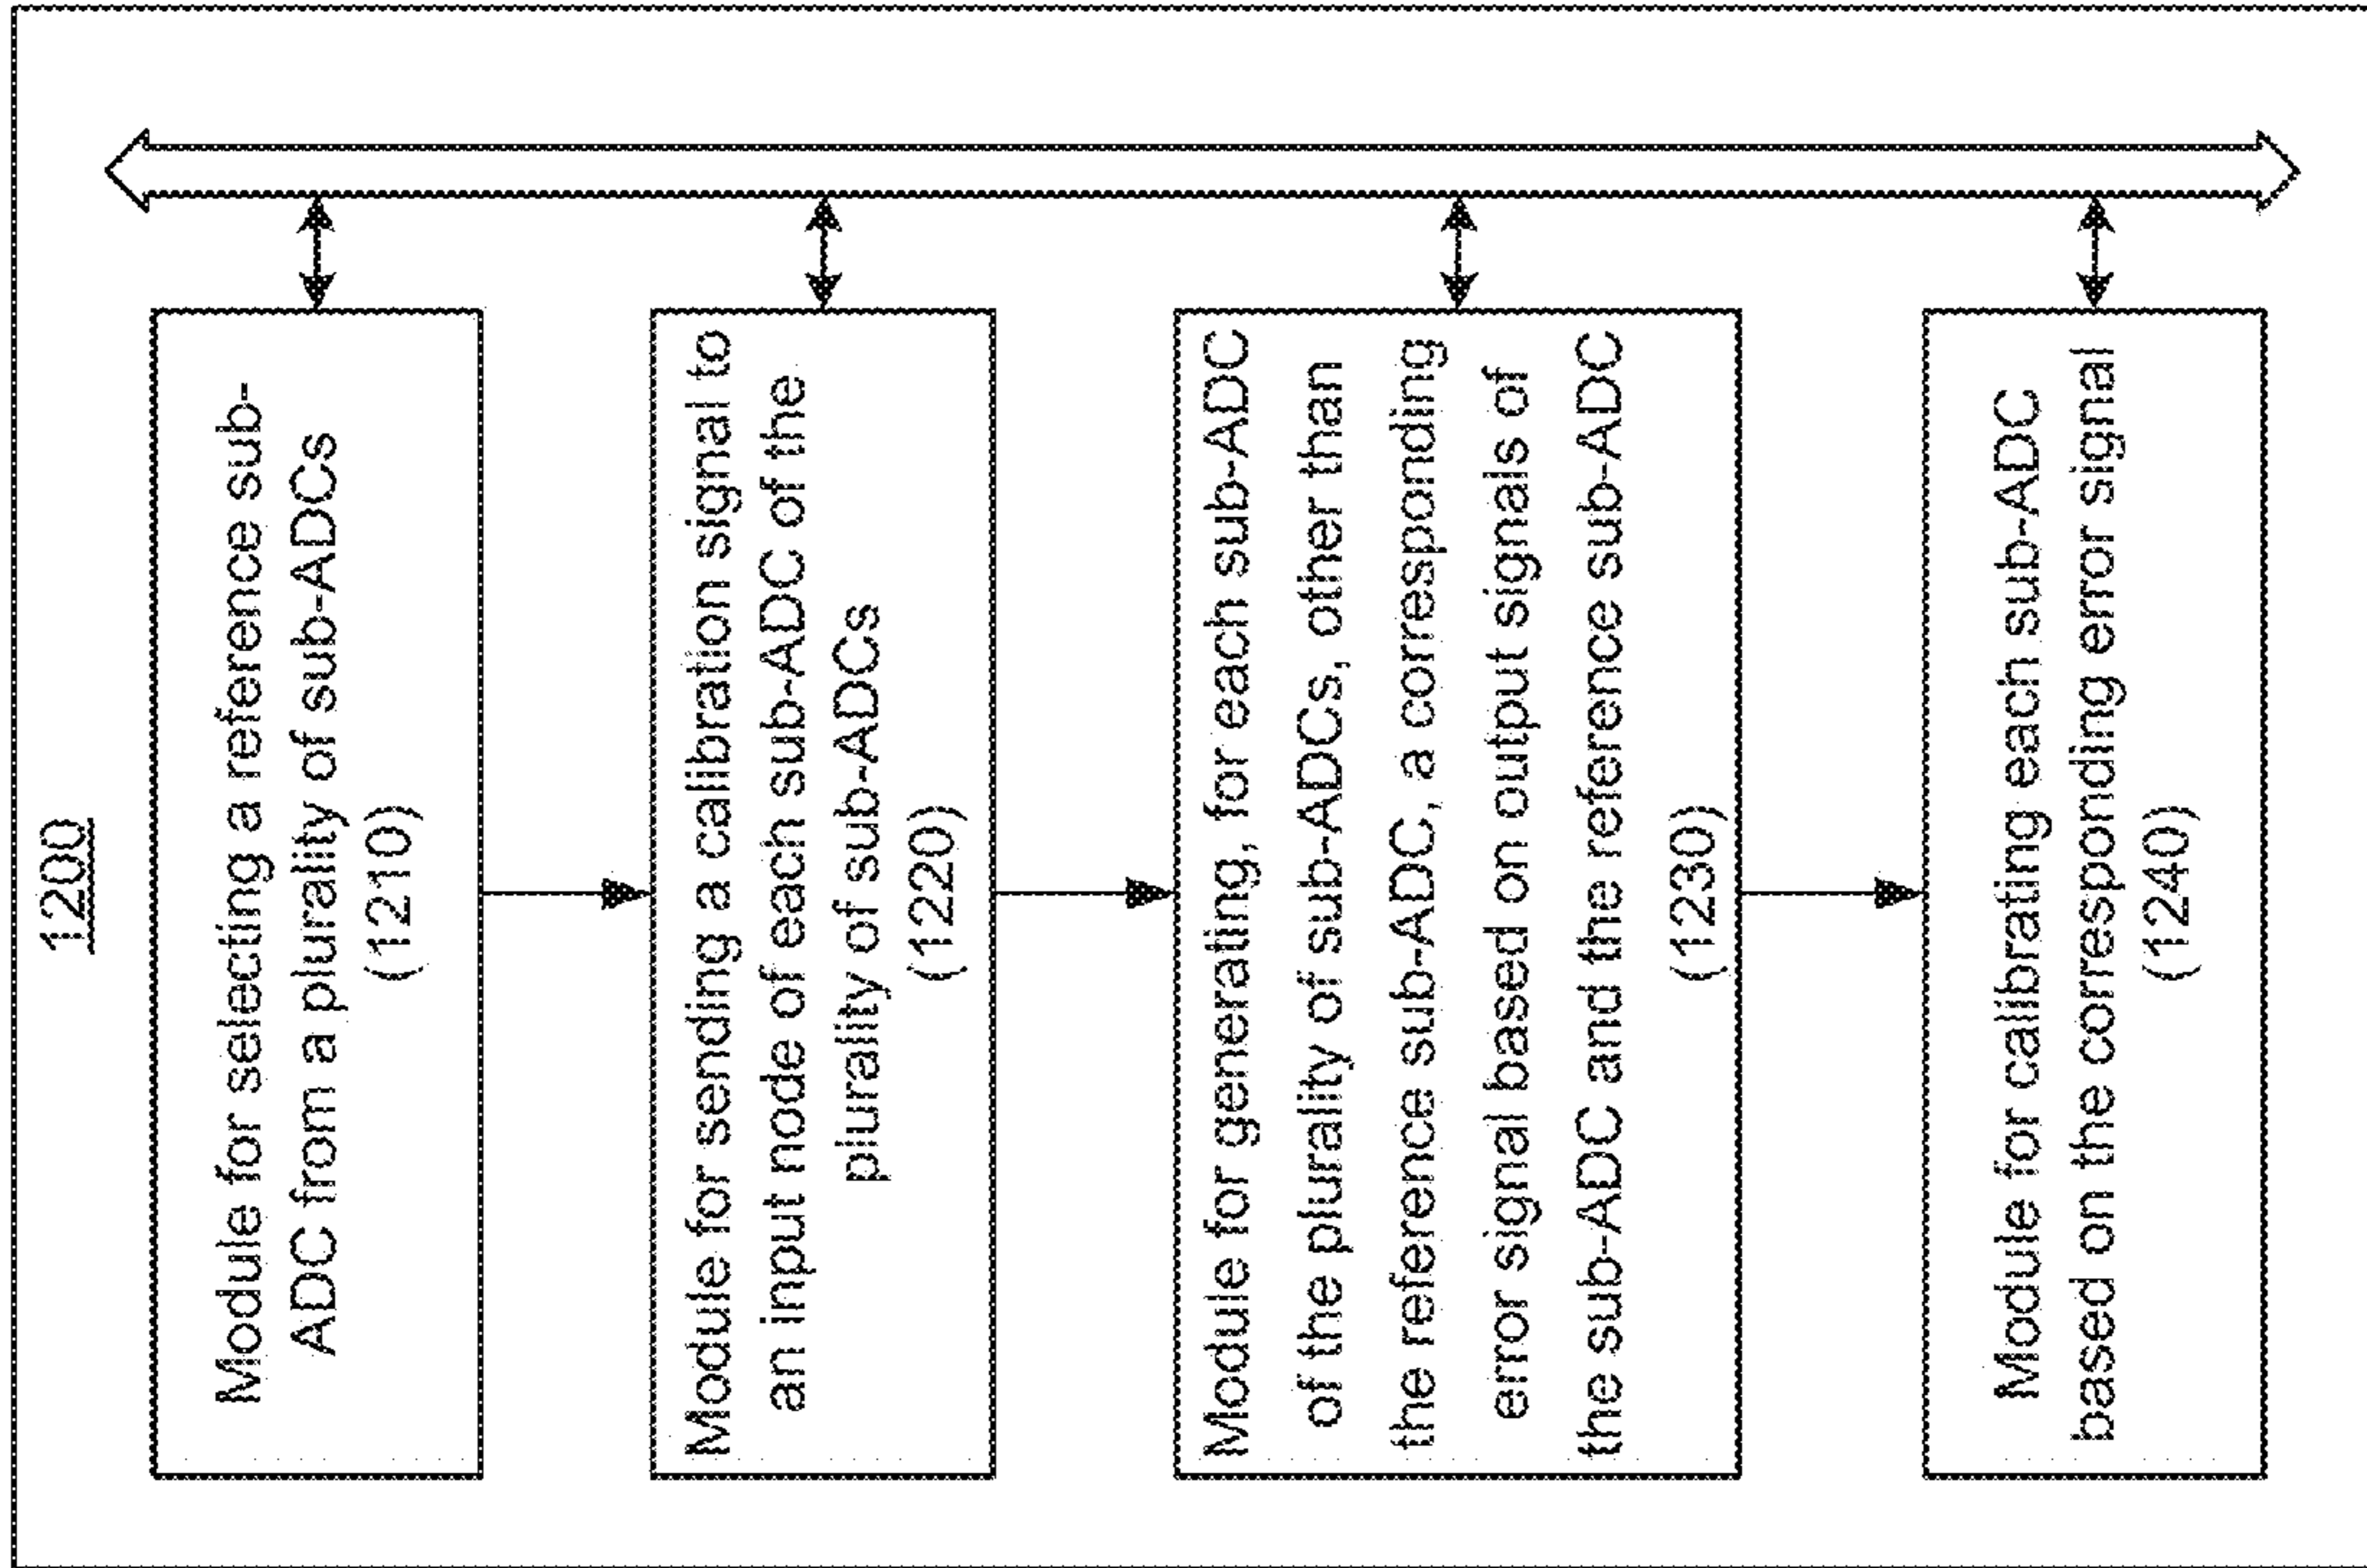 1200
Module for selecting a reference sub-
ADC from a plurality of sub-ADCs
(1210)
Module for sending a calibration signal to
an input node of each sub-ADC of the
plurality of sub-ADCs
(1220)
Module for generating, for each sub-ADC
of the plurality of sub-ADCs, other than
the reference sub-ADC, a corresponding
error signal based on output signals of
the sub-ADC and the reference sub-ADC
(1230)
Module for calibrating each sub-ADC
based on the corresponding error signal
(1240)